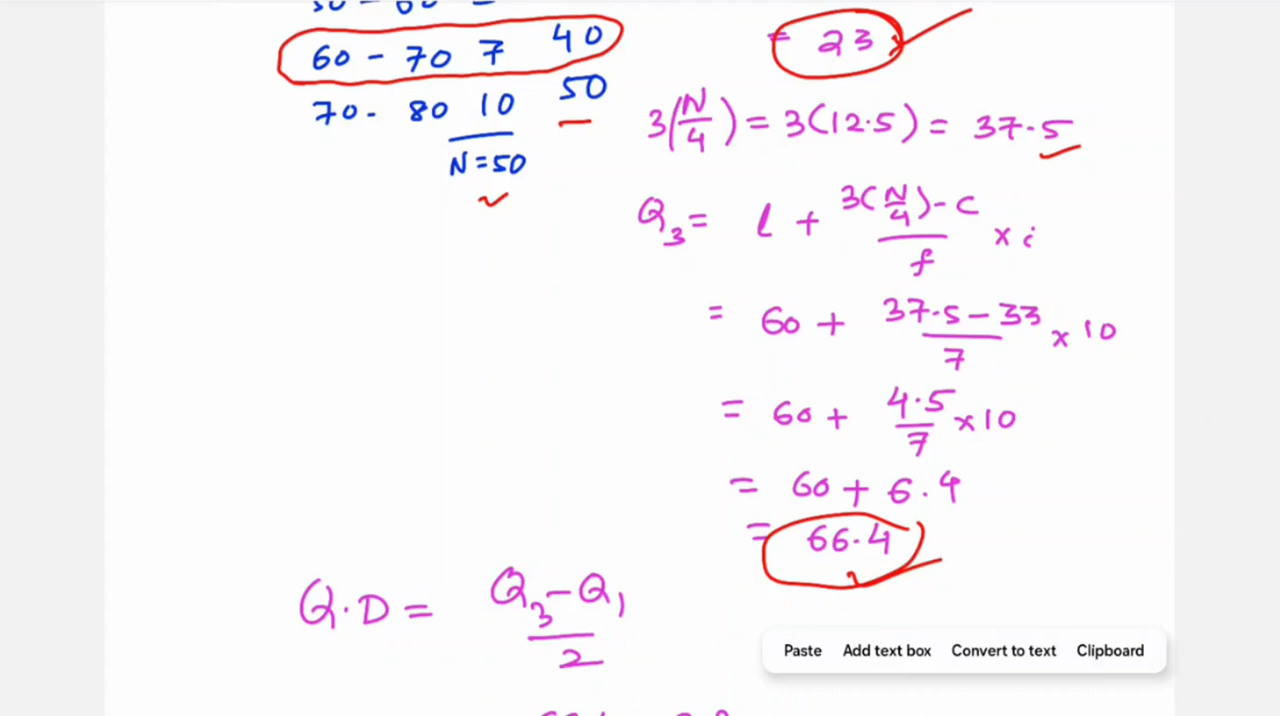 60 - 70 7 40
70 - 80 10 50
N = 50
= 23
3(N/4) = 3(12.5) = 37.5
Q3 = l + 3(N/4) - c / f × i
= 60 + 37.5 - 33 / 7 × 10
= 60 + 4.5 / 7 × 10
= 60 + 6.4
= 66.4
Q.D = Q3 - Q1 / 2
Paste Add text box Convert to text Clipboard